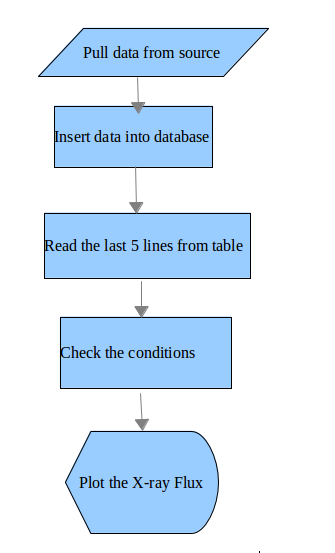 Pull data from source
Insert data into database
Read the last 5 lines from table
Check the conditions
Plot the X-ray Flux